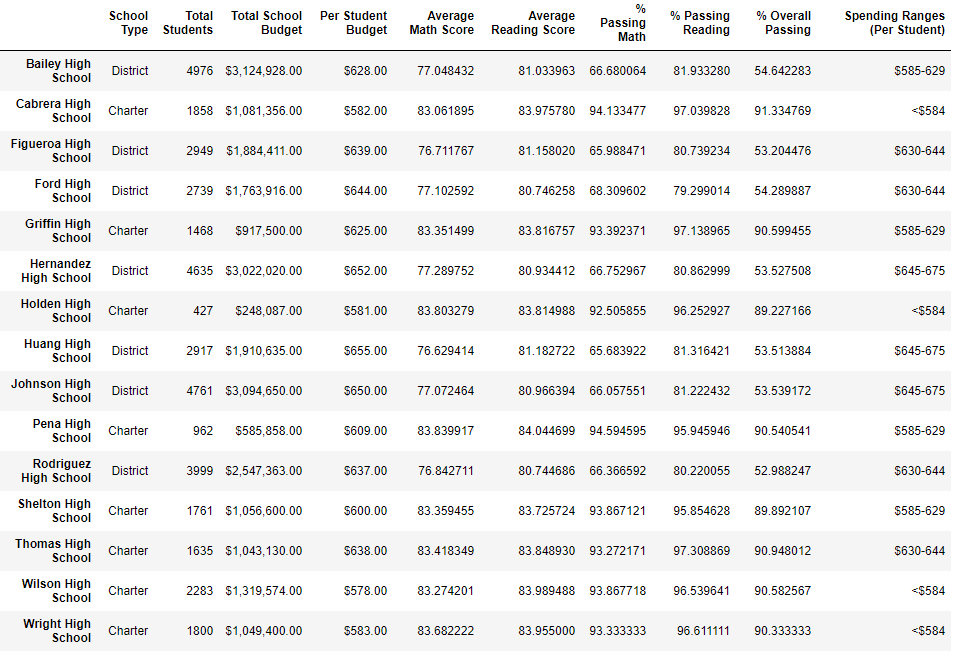 School Type Total Students Total School Budget Per Student Budget Average Math Score Average Reading Score % Passing Math % Passing Reading % Overall Passing Spending Ranges (Per Student)
Bailey High School District 4976 $3,124,928.00 $628.00 77.048432 81.033963 66.680064 81.933280 54.642283 $585-629
Cabrera High School Charter 1858 $1,081,356.00 $582.00 83.061895 83.975780 94.133477 97.039828 91.334769 <$584
Figueroa High School District 2949 $1,884,411.00 $639.00 76.711767 81.158020 65.988471 80.739234 53.204476 $630-644
Ford High School District 2739 $1,763,916.00 $644.00 77.102592 80.746258 68.309602 79.299014 54.289887 $630-644
Griffin High School Charter 1468 $917,500.00 $625.00 83.351499 83.816757 93.392371 97.138965 90.599455 $585-629
Hernandez High School District 4635 $3,022,020.00 $652.00 77.289752 80.934412 66.752967 80.862999 53.527508 $645-675
Holden High School Charter 427 $248,087.00 $581.00 83.803279 83.814988 92.505855 96.252927 89.227166 <$584
Huang High School District 2917 $1,910,635.00 $655.00 76.629414 81.182722 65.683922 81.316421 53.513884 $645-675
Johnson High School District 4761 $3,094,650.00 $650.00 77.072464 80.966394 66.057551 81.222432 53.539172 $645-675
Pena High School Charter 962 $585,858.00 $609.00 83.839917 84.044699 94.594595 95.945946 90.540541 $585-629
Rodriguez High School District 3999 $2,547,363.00 $637.00 76.842711 80.744686 66.366592 80.220055 52.988247 $630-644
Shelton High School Charter 1761 $1,056,600.00 $600.00 83.359455 83.725724 93.867121 95.854628 89.892107 $585-629
Thomas High School Charter 1635 $1,043,130.00 $638.00 83.418349 83.848930 93.272171 97.308869 90.948012 $630-644
Wilson High School Charter 2283 $1,319,574.00 $578.00 83.274201 83.989488 93.867718 96.539641 90.582567 <$584
Wright High School Charter 1800 $1,049,400.00 $583.00 83.682222 83.955000 93.333333 96.611111 90.333333 <$584